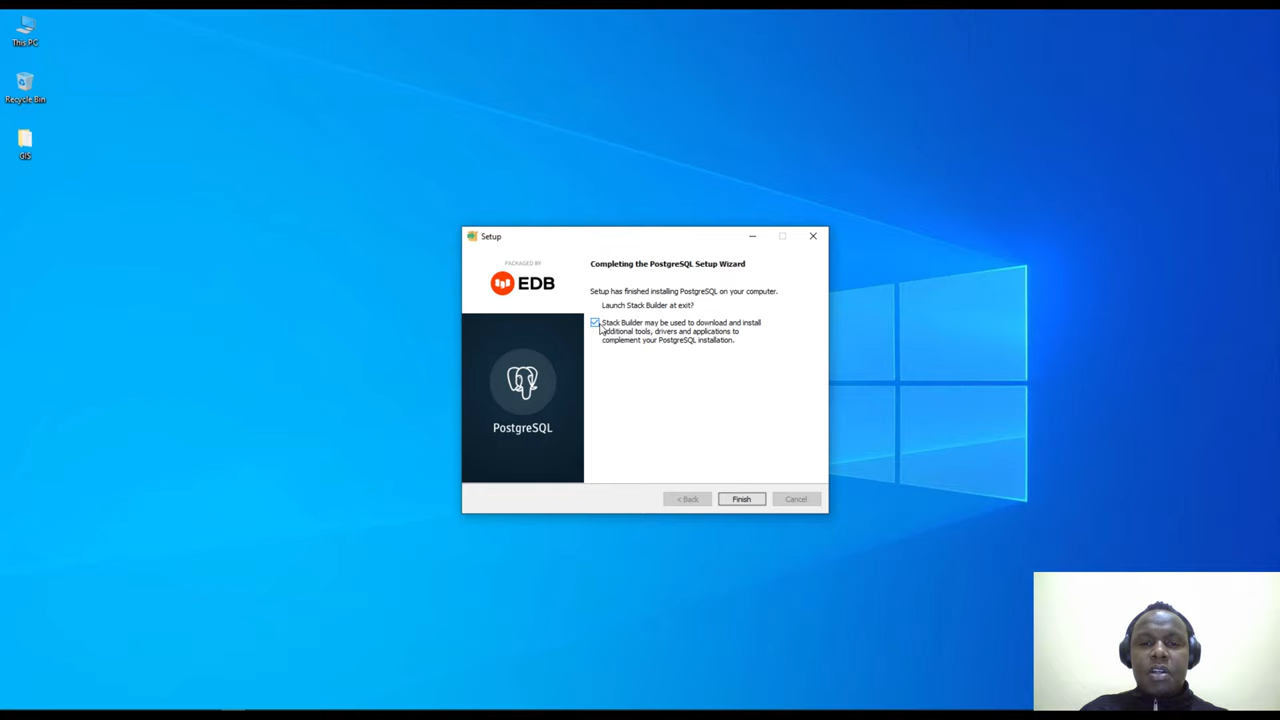 This PC
Recycle Bin
GIS
Setup
PACKAGED BY
EDB
PostgreSQL
Completing the PostgreSQL Setup Wizard
Setup has finished installing PostgreSQL on your computer.
Launch Stack Builder at exit?
Stack Builder may be used to download and install
additional tools, drivers and applications to
complement your PostgreSQL installation.
< Back
Finish
Cancel